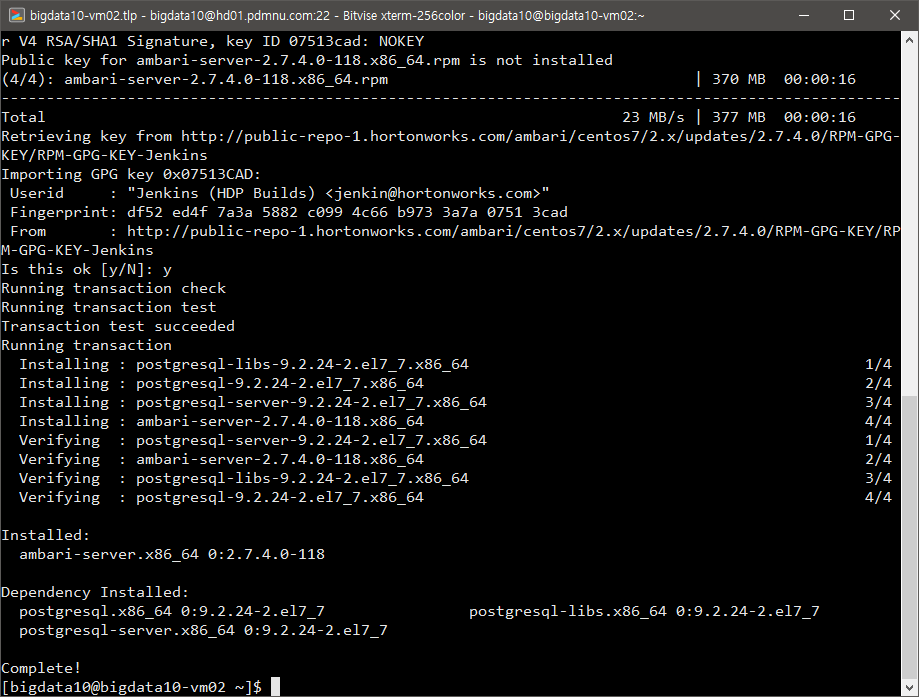 bigdata10-vm02.tlp - bigdata10@hd01.pdmnu.com:22 - Bitvise xterm-256color - bigdata10@bigdata10-vm02:~
r V4 RSA/SHA1 Signature, key ID 07513cad: NOKEY
Public key for ambari-server-2.7.4.0-118.x86_64.rpm is not installed
(4/4): ambari-server-2.7.4.0-118.x86_64.rpm | 370 MB 00:00:16
--------------------------------------------------------------------------------
Total 23 MB/s | 377 MB 00:00:16
Retrieving key from http://public-repo-1.hortonworks.com/ambari/centos7/2.x/updates/2.7.4.0/RPM-GPG-
KEY/RPM-GPG-KEY-Jenkins
Importing GPG key 0x07513CAD:
Userid : "Jenkins (HDP Builds) <jenkin@hortonworks.com>"
Fingerprint: df52 ed4f 7a3a 5882 c099 4c66 b973 3a7a 0751 3cad
From : http://public-repo-1.hortonworks.com/ambari/centos7/2.x/updates/2.7.4.0/RPM-GPG-KEY/RP
M-GPG-KEY-Jenkins
Is this ok [y/N]: y
Running transaction check
Running transaction test
Transaction test succeeded
Running transaction
Installing : postgresql-libs-9.2.24-2.el7_7.x86_64 1/4
Installing : postgresql-9.2.24-2.el7_7.x86_64 2/4
Installing : postgresql-server-9.2.24-2.el7_7.x86_64 3/4
Installing : ambari-server-2.7.4.0-118.x86_64 4/4
Verifying : postgresql-server-9.2.24-2.el7_7.x86_64 1/4
Verifying : ambari-server-2.7.4.0-118.x86_64 2/4
Verifying : postgresql-libs-9.2.24-2.el7_7.x86_64 3/4
Verifying : postgresql-9.2.24-2.el7_7.x86_64 4/4
Installed:
ambari-server.x86_64 0:2.7.4.0-118
Dependency Installed:
postgresql.x86_64 0:9.2.24-2.el7_7 postgresql-libs.x86_64 0:9.2.24-2.el7_7
postgresql-server.x86_64 0:9.2.24-2.el7_7
Complete!
[bigdata10@bigdata10-vm02 ~]$